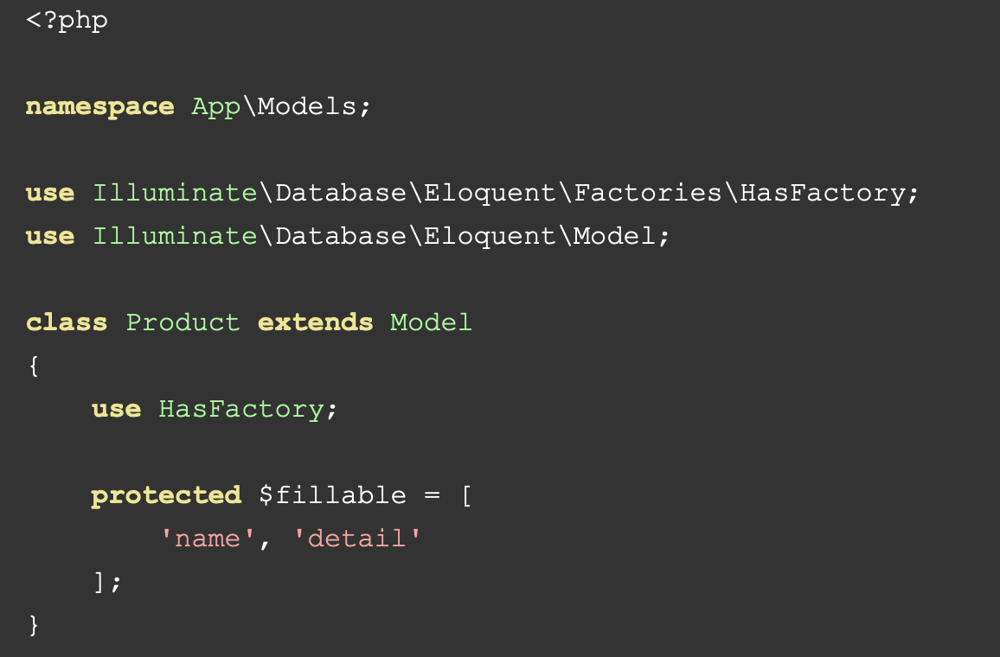 <?php
namespace App\Models;
use Illuminate\Database\Eloquent\Factories\HasFactory;
use Illuminate\Database\Eloquent\Model;
class Product extends Model
{
    use HasFactory;
    protected $fillable = [
        'name', 'detail'
    ];
}